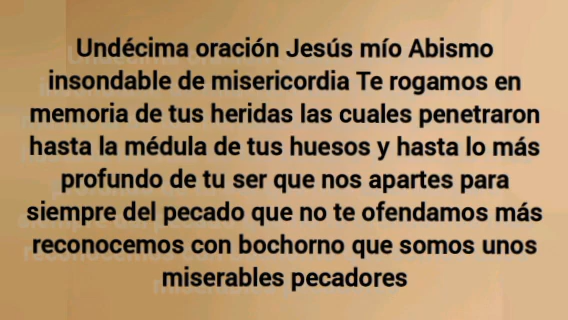 Undécima oración Jesús mío Abismo
insondable de misericordia Te rogamos en
memoria de tus heridas las cuales penetraron
hasta la médula de tus huesos y hasta lo más
profundo de tu ser que nos apartes para
siempre del pecado que no te ofendamos más
reconocemos con bochorno que somos unos
miserables pecadores